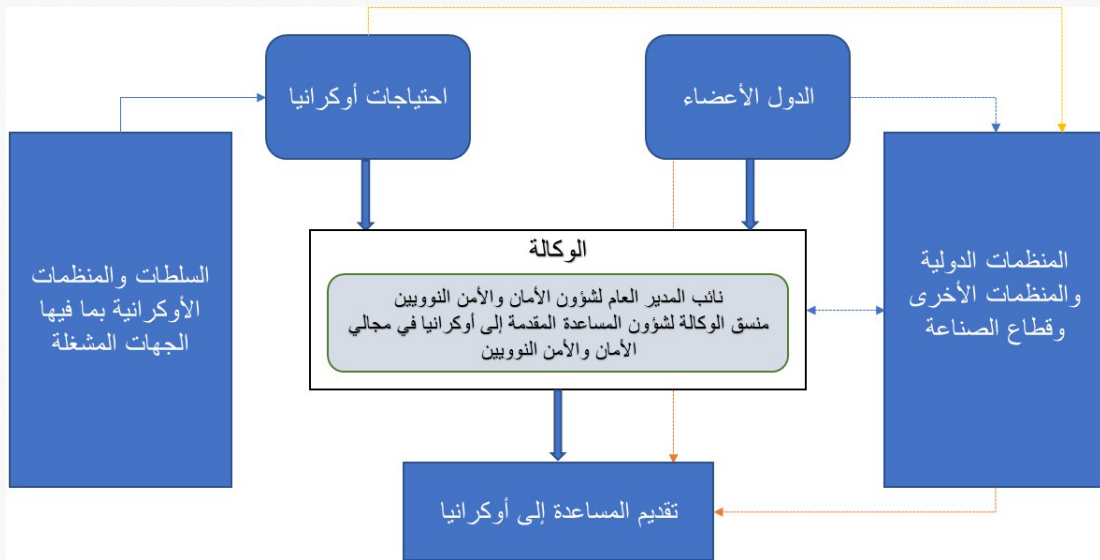 احتياجات أوكرانيا
الدول الأعضاء
السلطات والمنظمات
الأوكرانية بما فيها
الجهات المشغلة
الوكالة
نائب المدير العام لشؤون الأمان والأمن النوويين
منسق الوكالة لشؤون المساعدة المقدمة إلى أوكرانيا في مجالي
الأمان والأمن النوويين
المنظمات الدولية
والمنظمات الأخرى
وقطاع الصناعة
تقديم المساعدة إلى أوكرانيا